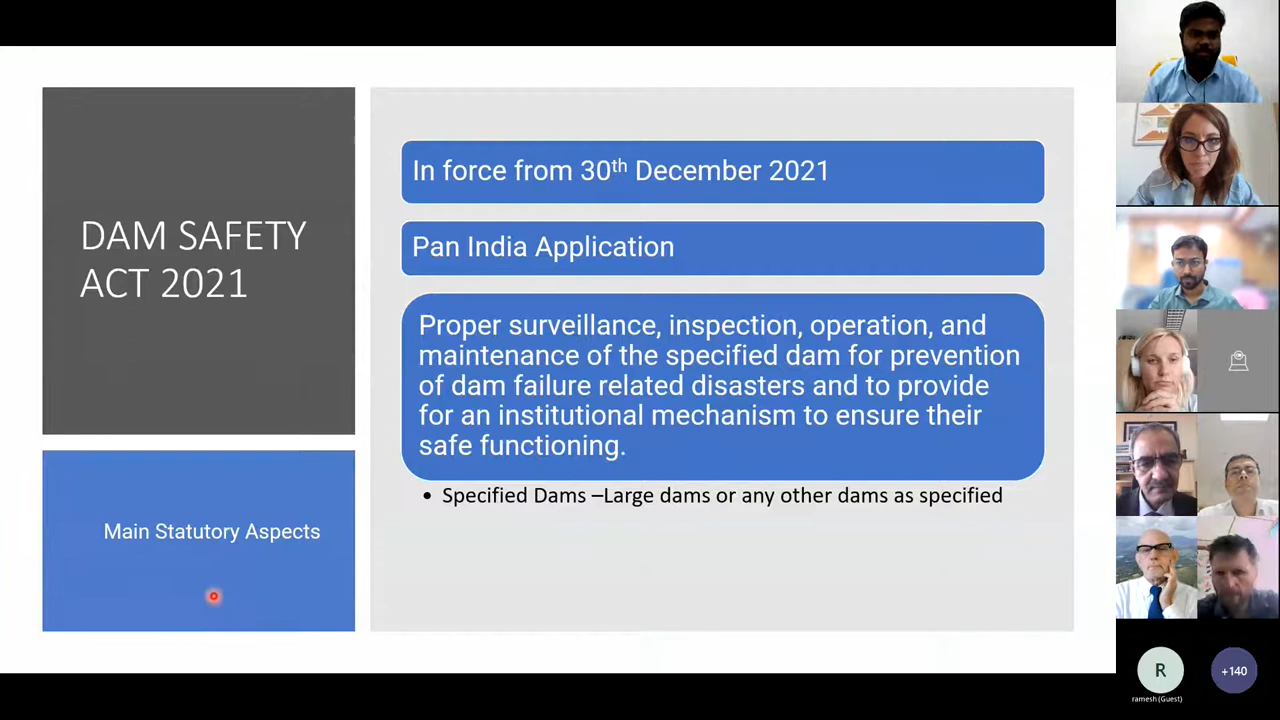 DAM SAFETY
ACT 2021
Main Statutory Aspects
In force from 30th December 2021
Pan India Application
Proper surveillance, inspection, operation, and
maintenance of the specified dam for prevention
of dam failure related disasters and to provide
for an institutional mechanism to ensure their
safe functioning.
• Specified Dams –Large dams or any other dams as specified
R
+140
ramesh (Guest)